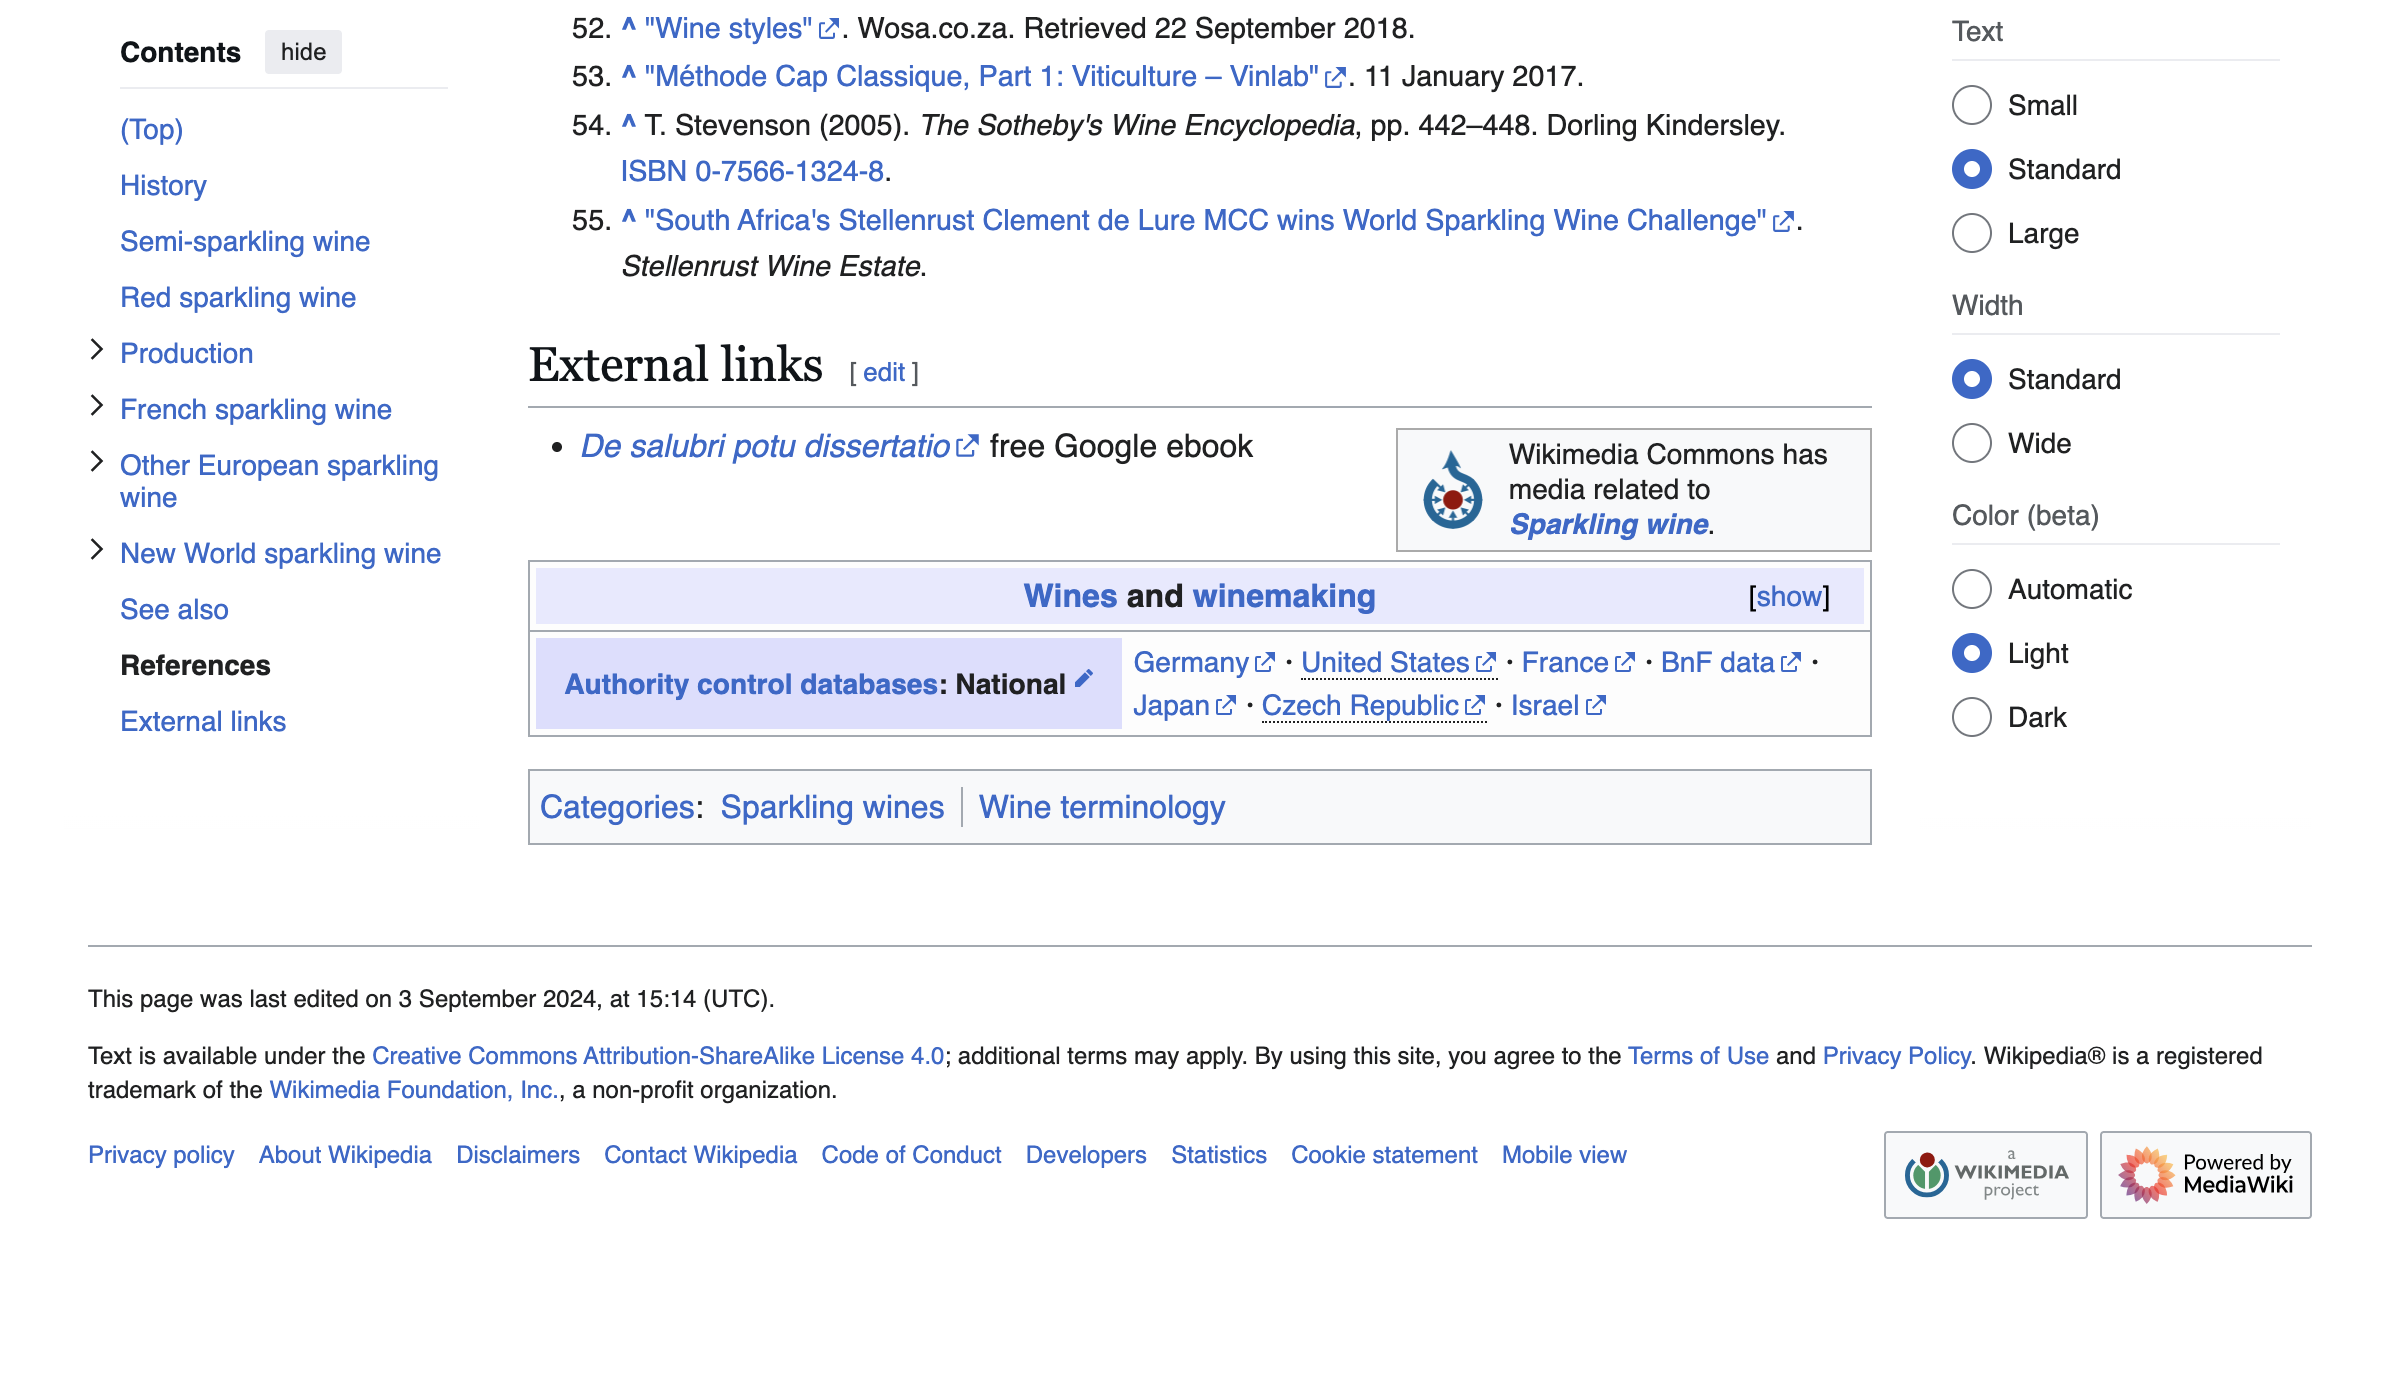 Contents hide
(Top)
History
Semi-sparkling wine
Red sparkling wine
Production
French sparkling wine
Other European sparkling
wine
New World sparkling wine
See also
References
External links
52. ^ "Wine styles". Wosa.co.za. Retrieved 22 September 2018.
53. ^ "Méthode Cap Classique, Part 1: Viticulture – Vinlab". 11 January 2017.
54. ^ T. Stevenson (2005). The Sotheby's Wine Encyclopedia, pp. 442–448. Dorling Kindersley.
ISBN 0-7566-1324-8.
55. ^ "South Africa's Stellenrust Clement de Lure MCC wins World Sparkling Wine Challenge".
Stellenrust Wine Estate.
External links [ edit ]
• De salubri potu dissertatio free Google ebook
Wikimedia Commons has
media related to
Sparkling wine.
Wines and winemaking [show]
Authority control databases: National
Germany · United States · France · BnF data ·
Japan · Czech Republic · Israel
Categories: Sparkling wines | Wine terminology
Text
Small
Standard
Large
Width
Standard
Wide
Color (beta)
Automatic
Light
Dark
This page was last edited on 3 September 2024, at 15:14 (UTC).
Text is available under the Creative Commons Attribution-ShareAlike License 4.0; additional terms may apply. By using this site, you agree to the Terms of Use and Privacy Policy. Wikipedia® is a registered
trademark of the Wikimedia Foundation, Inc., a non-profit organization.
Privacy policy About Wikipedia Disclaimers Contact Wikipedia Code of Conduct Developers Statistics Cookie statement Mobile view
a
WIKIMEDIA
project
Powered by
MediaWiki